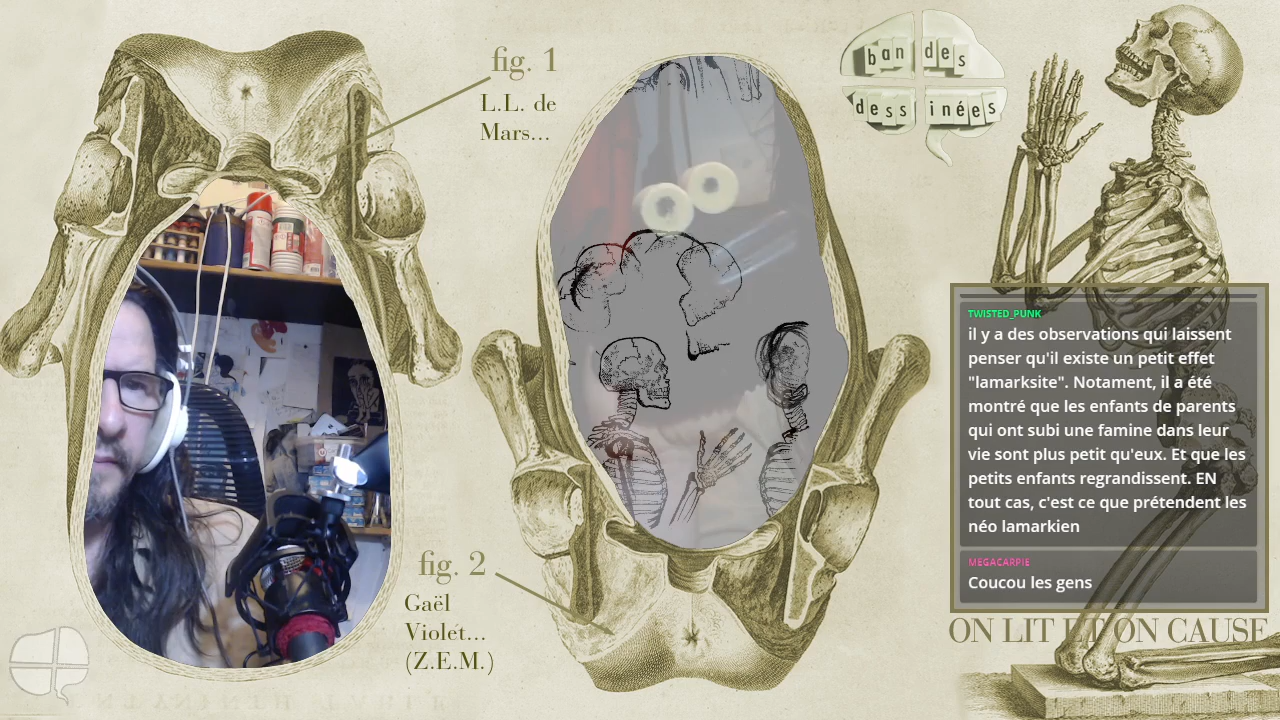 fig. 1
L.L. de
Mars...
ban des
dess inées
TWISTED_PUNK
il y a des observations qui laissent
penser qu'il existe un petit effet
"lamarksite". Notament, il a été
montré que les enfants de parents
qui ont subi une famine dans leur
vie sont plus petit qu'eux. Et que les
petits enfants regrandissent. EN
tout cas, c'est ce que prétendent les
néo lamarkien
MEGACARPIE
Coucou les gens
fig. 2
Gaël
Violet...
(Z.E.M.)
ON LIT ET ON CAUSE